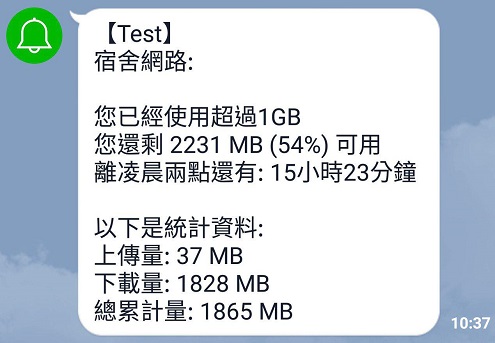 【Test】
宿舍網路:
您已經使用超過1GB
您還剩 2231 MB (54%) 可用
離凌晨兩點還有: 15小時23分鐘
以下是統計資料:
上傳量: 37 MB
下載量: 1828 MB
總累計量: 1865 MB
10:37